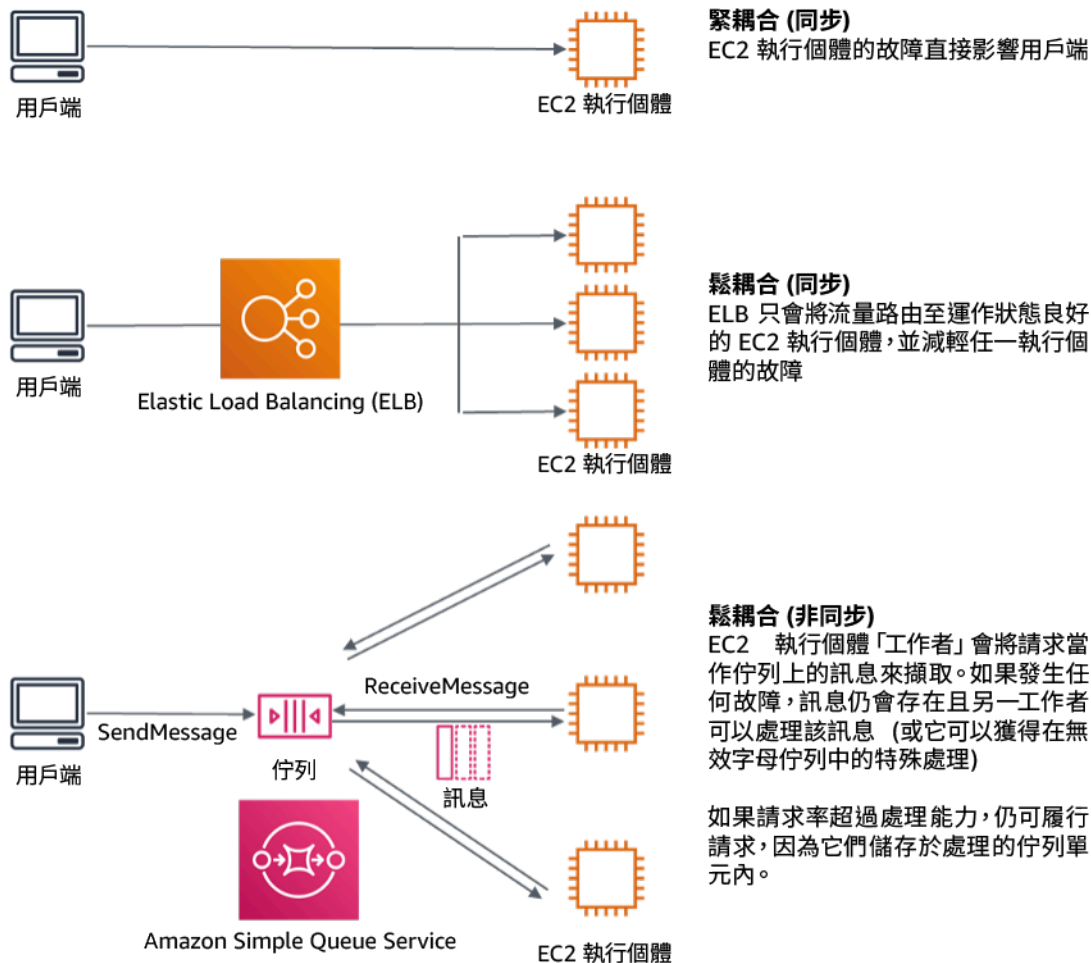 緊耦合 (同步)
EC2 執行個體的故障直接影響用戶端
用戶端
EC2 執行個體
鬆耦合 (同步)
ELB 只會將流量路由至運作狀態良好
的 EC2 執行個體，並減輕任一執行個
體的故障
用戶端
Elastic Load Balancing (ELB)
EC2 執行個體
鬆耦合 (非同步)
EC2 執行個體「工作者」會將請求當
作佇列上的訊息來擷取。如果發生任
何故障，訊息仍會存在且另一工作者
可以處理該訊息 (或它可以獲得在無
效字母佇列中的特殊處理)
如果請求率超過處理能力，仍可履行
請求，因為它們儲存於處理的佇列單
元內。
用戶端
SendMessage
佇列
ReceiveMessage
訊息
Amazon Simple Queue Service
EC2 執行個體